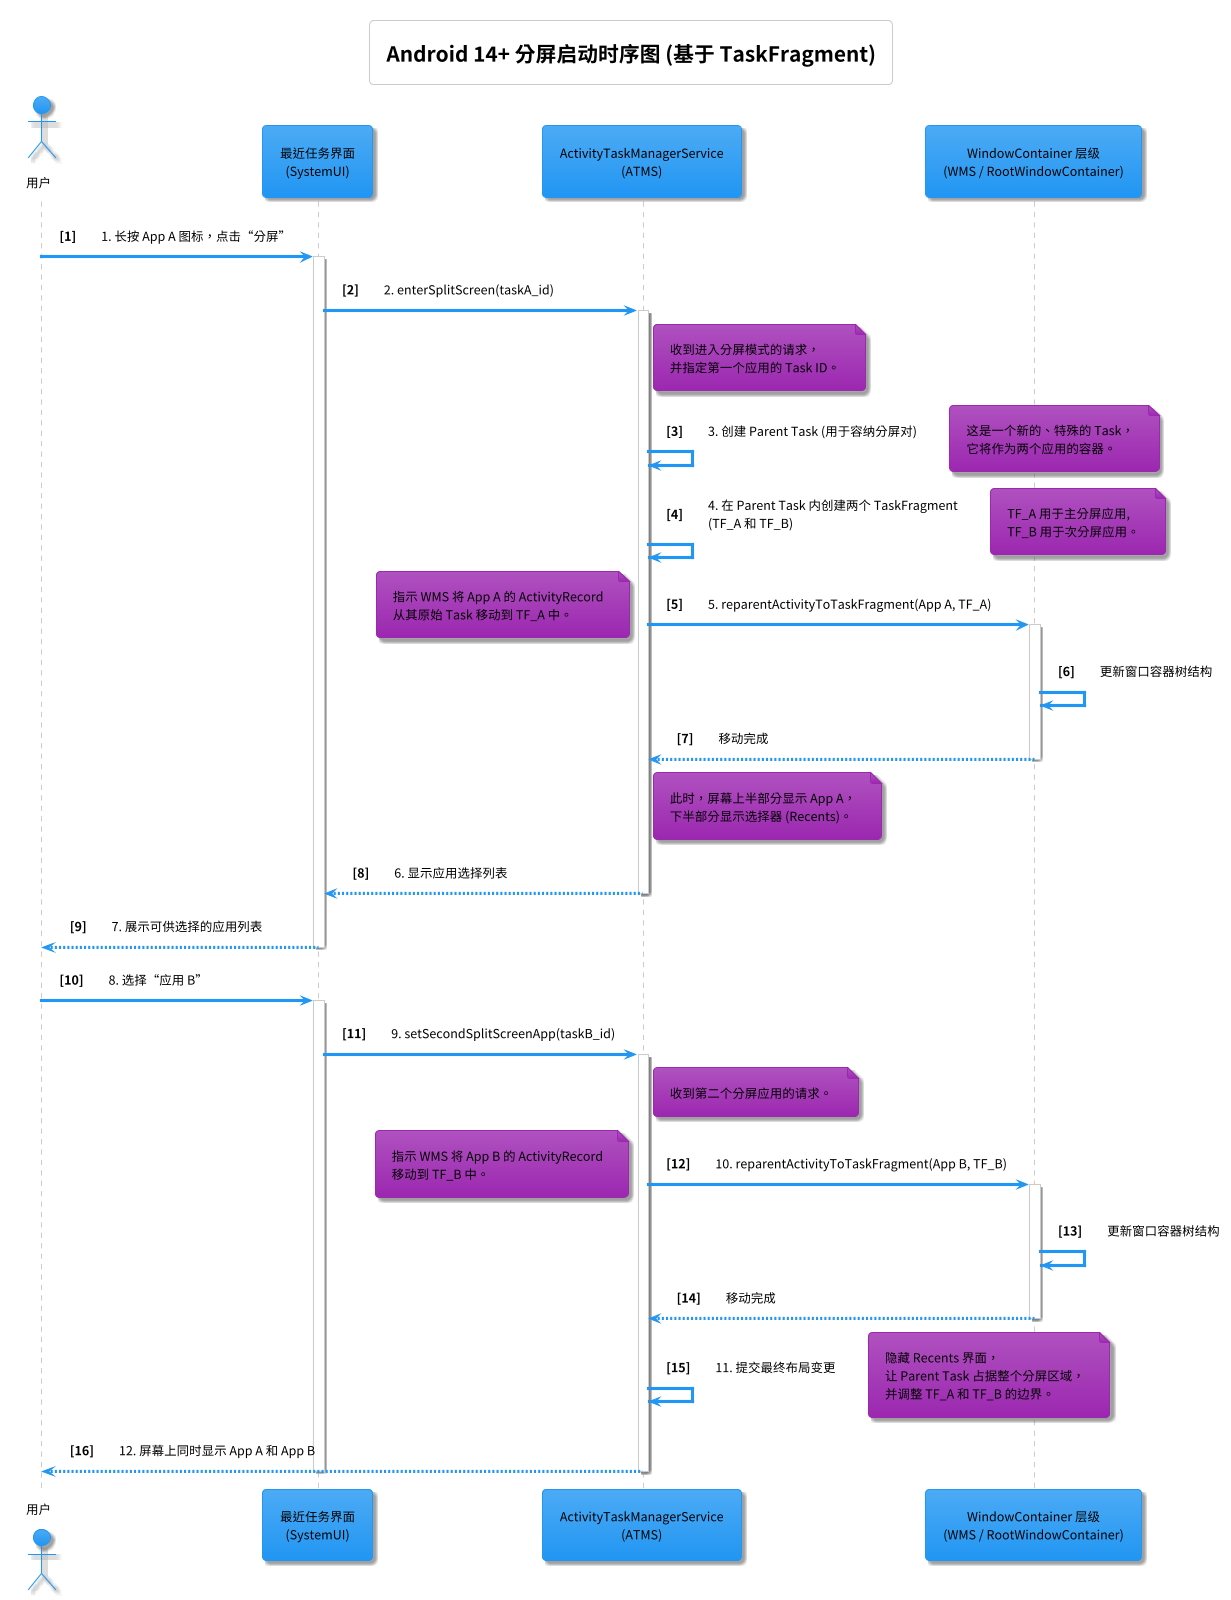 Android 14+ 分屏启动时序图 (基于 TaskFragment)
用户
最近任务界面
(SystemUI)
ActivityTaskManagerService
(ATMS)
WindowContainer 层级
(WMS / RootWindowContainer)
[1] 1. 长按 App A 图标，点击“分屏”
[2] 2. enterSplitScreen(taskA_id)
收到进入分屏模式的请求，
并指定第一个应用的 Task ID。
[3] 3. 创建 Parent Task (用于容纳分屏对)
这是一个新的、特殊的 Task，
它将作为两个应用的容器。
[4] 4. 在 Parent Task 内创建两个 TaskFragment
(TF_A 和 TF_B)
TF_A 用于主分屏应用,
TF_B 用于次分屏应用。
指示 WMS 将 App A 的 ActivityRecord
从其原始 Task 移动到 TF_A 中。
[5] 5. reparentActivityToTaskFragment(App A, TF_A)
[6] 更新窗口容器树结构
[7] 移动完成
此时，屏幕上半部分显示 App A，
下半部分显示选择器 (Recents)。
[8] 6. 显示应用选择列表
[9] 7. 展示可供选择的应用列表
[10] 8. 选择“应用 B”
[11] 9. setSecondSplitScreenApp(taskB_id)
收到第二个分屏应用的请求。
指示 WMS 将 App B 的 ActivityRecord
移动到 TF_B 中。
[12] 10. reparentActivityToTaskFragment(App B, TF_B)
[13] 更新窗口容器树结构
[14] 移动完成
[15] 11. 提交最终布局变更
隐藏 Recents 界面，
让 Parent Task 占据整个分屏区域，
并调整 TF_A 和 TF_B 的边界。
[16] 12. 屏幕上同时显示 App A 和 App B
用户
最近任务界面
(SystemUI)
ActivityTaskManagerService
(ATMS)
WindowContainer 层级
(WMS / RootWindowContainer)